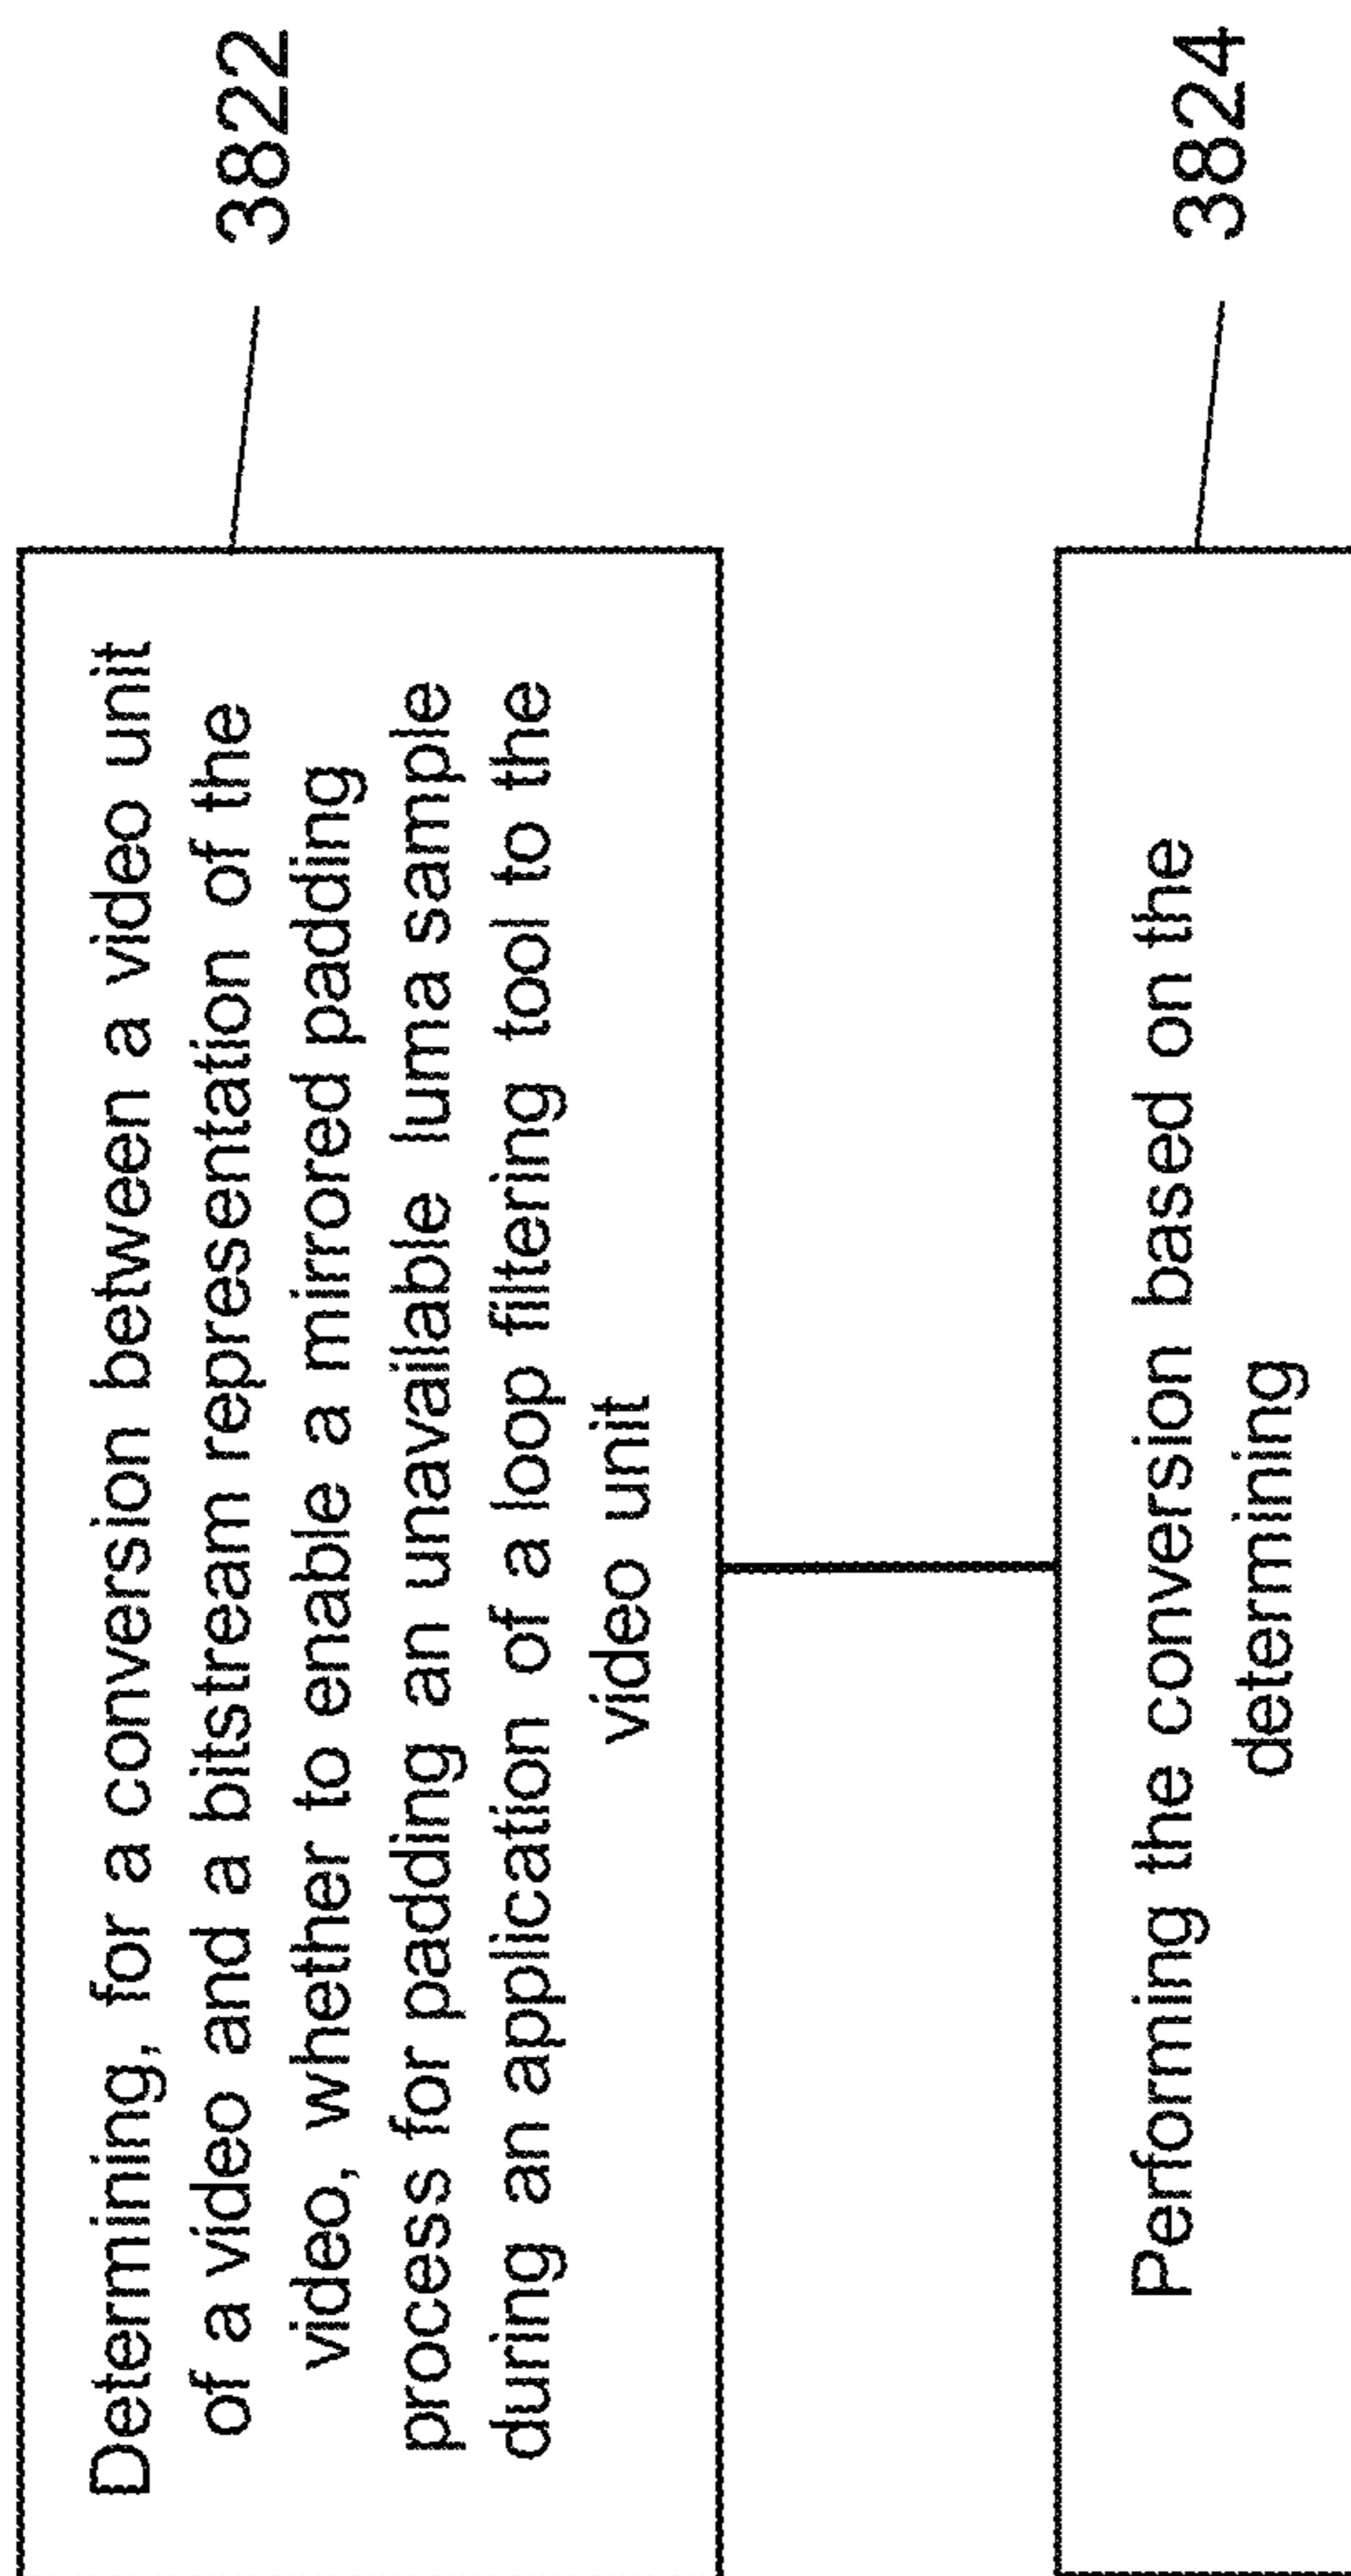 Determining, for a conversion between a video unit
of a video and a bitstream representation of the
video, whether to enable a mirrored padding
process for padding an unavailable luma sample
during an application of a loop filtering tool to the
video unit
3822
Performing the conversion based on the
determining
3824